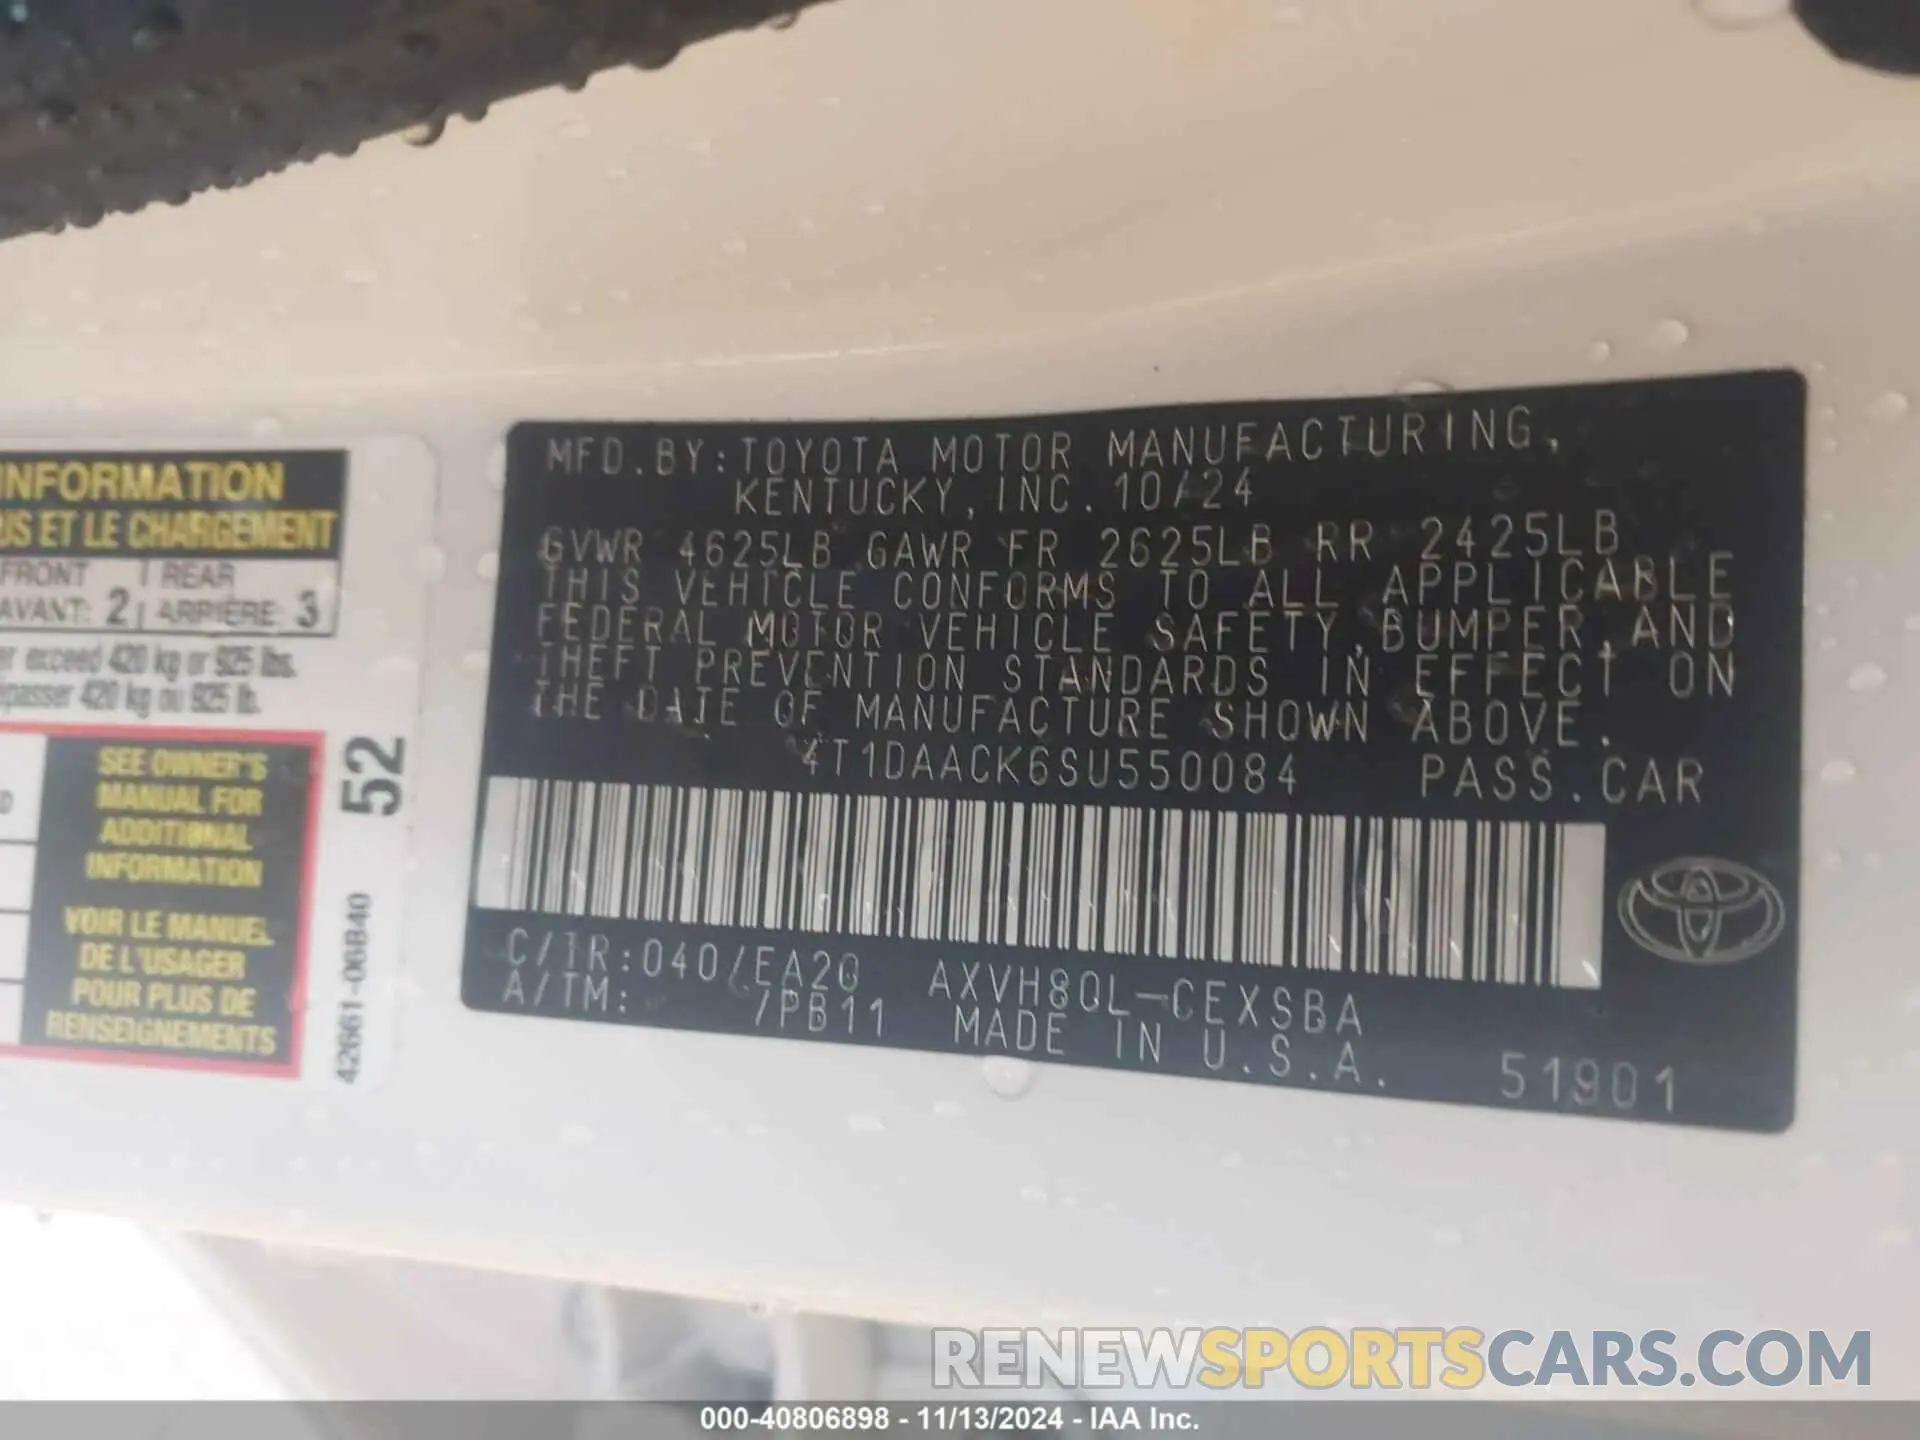 INFORMATION
US ET LE CHARGEMENT
FRONT REAR
AVANT: 2 ARRIÈRE: 3
er exceed 420 kg or 925 lbs.
passer 420 kg ou 925 lb.
SEE OWNER'S
MANUAL FOR
ADDITIONAL
INFORMATION
VOIR LE MANUEL
DE L'USAGER
POUR PLUS DE
RENSEIGNEMENTS
52
42661-06B40
MFD.BY:TOYOTA MOTOR MANUFACTURING,
KENTUCKY, INC. 10/24
GVWR 4625LB GAWR FR 2625LB RR 2425LB
THIS VEHICLE CONFORMS TO ALL APPLICABLE
FEDERAL MOTOR VEHICLE SAFETY,BUMPER,AND
THEFT PREVENTION STANDARDS IN EFFECT ON
THE DATE OF MANUFACTURE SHOWN ABOVE.
4T1DAACK6SU550084 PASS.CAR
C/TR:040/EA20 AXVH80L-CEXSBA
A/TM: /PB11 MADE IN U.S.A.
51901
RENEWSPORTSCARS.COM
000-40806898 - 11/13/2024 - IAA Inc.